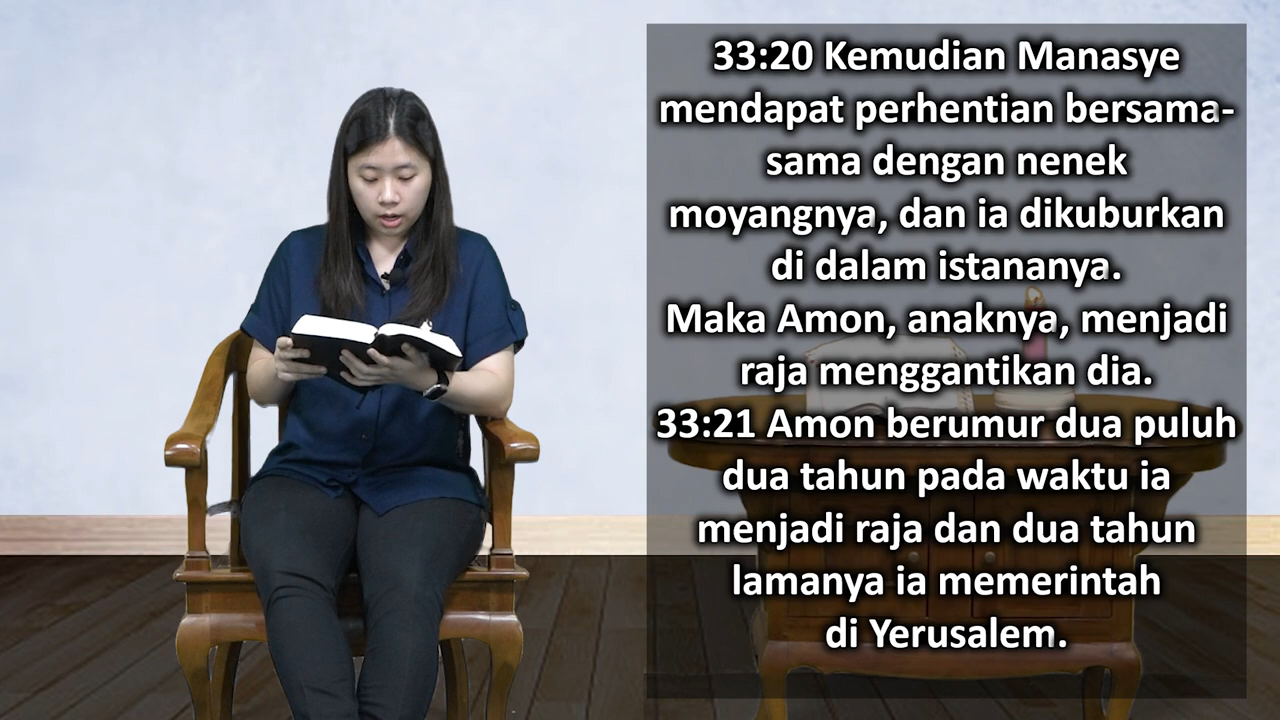 33:20 Kemudian Manasye
mendapat perhentian bersama-
sama dengan nenek
moyangnya, dan ia dikuburkan
di dalam istananya.
Maka Amon, anaknya, menjadi
raja menggantikan dia.
33:21 Amon berumur dua puluh
dua tahun pada waktu ia
menjadi raja dan dua tahun
lamanya ia memerintah
di Yerusalem.